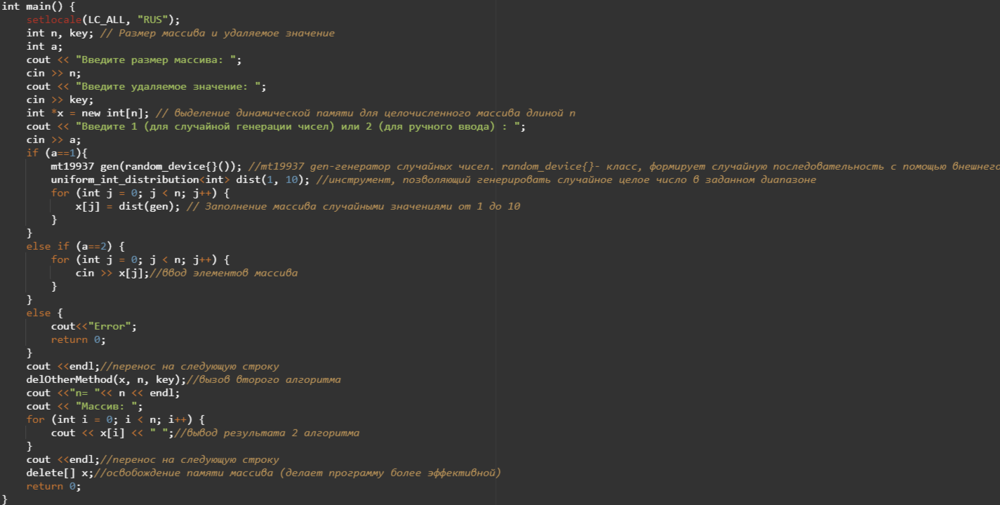 int main() {
    setlocale(LC_ALL, "RUS");
    int n, key; // Размер массива и удаляемое значение
    int a;
    cout << "Введите размер массива: ";
    cin >> n;
    cout << "Введите удаляемое значение: ";
    cin >> key;
    int *x = new int[n]; // выделение динамической памяти для целочисленного массива длиной n
    cout << "Введите 1 (для случайной генерации чисел) или 2 (для ручного ввода) : ";
    cin >> a;
    if (a==1){
        mt19937 gen(random_device{}()); //mt19937 gen-генератор случайных чисел. random_device{}- класс, формирует случайную последовательность с помощью внешнего
        uniform_int_distribution<int> dist(1, 10); //инструмент, позволяющий генерировать случайное целое число в заданном диапазоне
        for (int j = 0; j < n; j++) {
            x[j] = dist(gen); // Заполнение массива случайными значениями от 1 до 10
        }
    }
    else if (a==2) {
        for (int j = 0; j < n; j++) {
            cin >> x[j];//ввод элементов массива
        }
    }
    else {
        cout<<"Error";
        return 0;
    }
    cout <<endl;//перенос на следующую строку
    delOtherMethod(x, n, key);//вызов второго алгоритма
    cout <<"n= "<< n << endl;
    cout << "Массив: ";
    for (int i = 0; i < n; i++) {
        cout << x[i] << " ";//вывод результата 2 алгоритма
    }
    cout <<endl;//перенос на следующую строку
    delete[] x;//освобождение памяти массива (делает программу более эффективной)
    return 0;
}